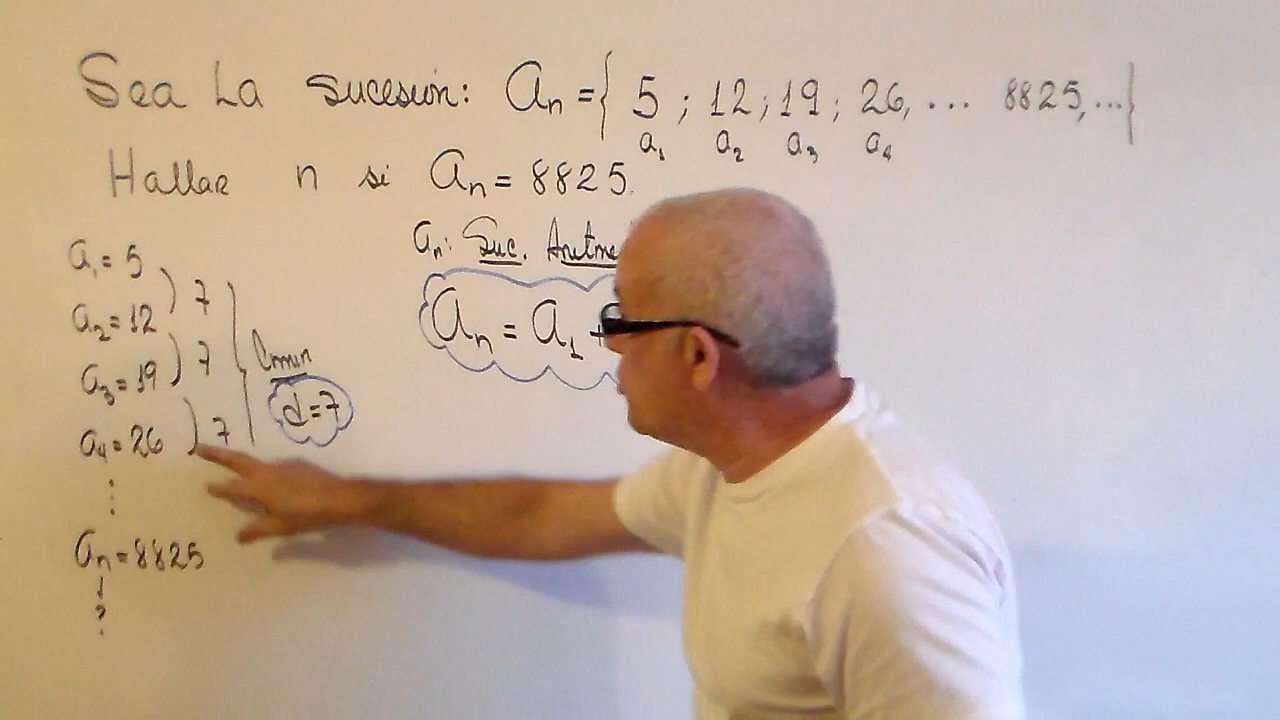 Sea La sucesión: an = { 5 ; 12 ; 19 ; 26, ... 8825, ... }
a1 a2 a3 a4
Hallar n si an = 8825.
an: Suc.
an = a1 +
a1 = 5
7
a2 = 12
7
a3 = 19
7
a4 = 26
d=7
⋮
an = 8825
↓
?